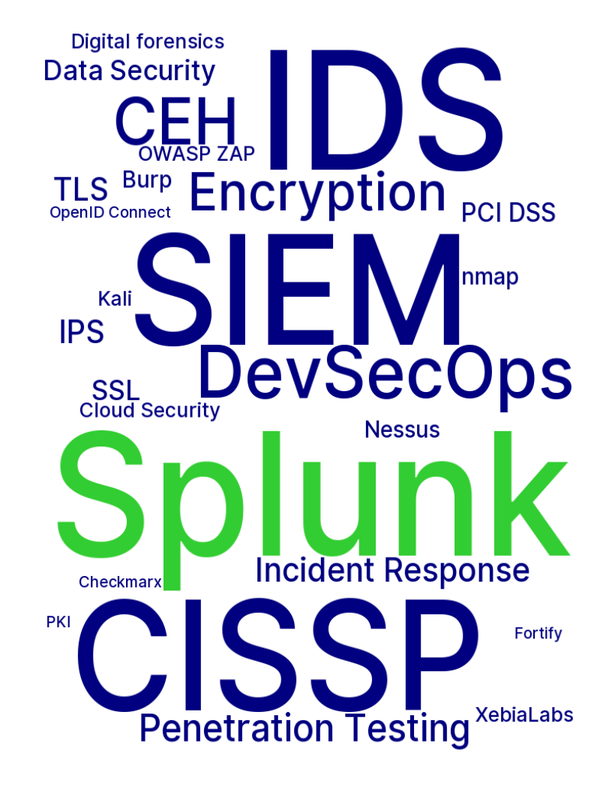 Digital forensics
Data Security
IDS
CEH
OWASP ZAP
Burp
TLS
Encryption
OpenID Connect
PCI DSS
SIEM
nmap
Kali
IPS
DevSecOps
SSL
Cloud Security
Nessus
Splunk
Incident Response
Checkmarx
CISSP
PKI
Fortify
XebiaLabs
Penetration Testing